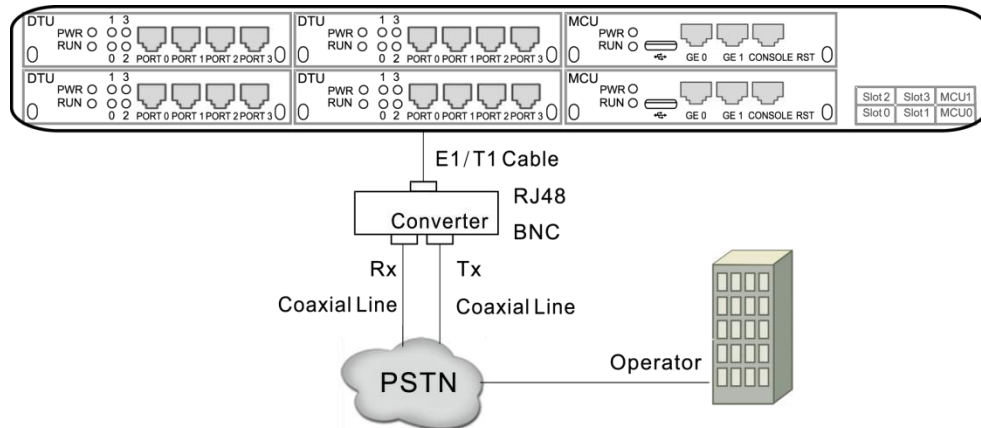 DTU
PWR
RUN
1 3
0 2
PORT 0 PORT 1 PORT 2 PORT 3
DTU
PWR
RUN
1 3
0 2
PORT 0 PORT 1 PORT 2 PORT 3
MCU
PWR
RUN
GE 0 GE 1 CONSOLE RST
DTU
PWR
RUN
1 3
0 2
PORT 0 PORT 1 PORT 2 PORT 3
DTU
PWR
RUN
1 3
0 2
PORT 0 PORT 1 PORT 2 PORT 3
MCU
PWR
RUN
GE 0 GE 1 CONSOLE RST
Slot2 Slot3 MCU1
Slot0 Slot1 MCU0
E1/T1 Cable
RJ48
Converter
BNC
Rx Tx
Coaxial Line Coaxial Line
PSTN
Operator